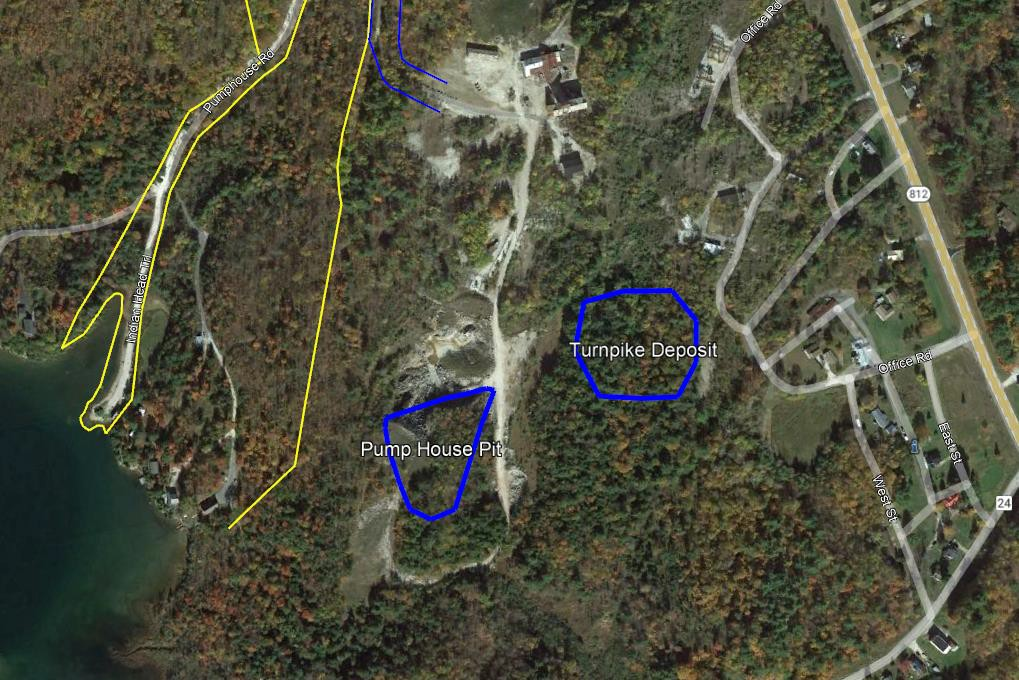 Office Rd
Pumphouse Rd
812
Indian Head Trl
Turnpike Deposit
Office Rd
Pump House Pit
East St
West St
24